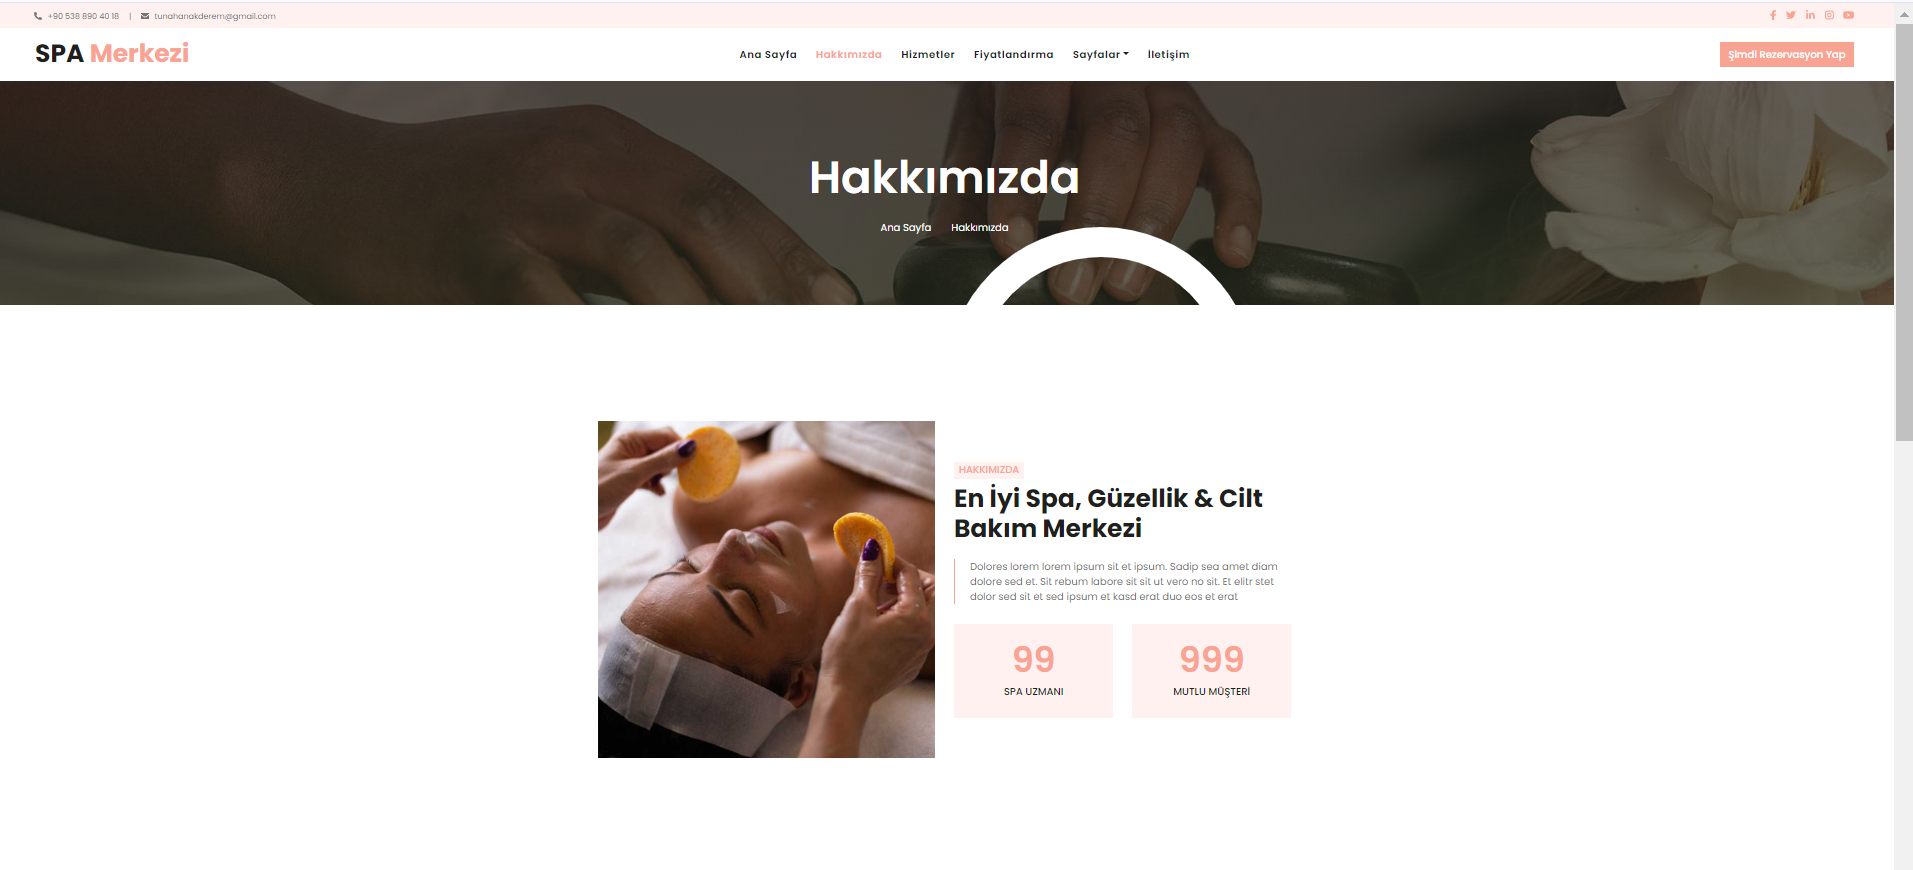 +90 538 890 40 18 | tunahanakderem@gmail.com
SPA Merkezi
Ana Sayfa Hakkımızda Hizmetler Fiyatlandırma Sayfalar İletişim
Şimdi Rezervasyon Yap
Hakkımızda
Ana Sayfa Hakkımızda
HAKKIMIZDA
En İyi Spa, Güzellik & Cilt
Bakım Merkezi
Dolores lorem lorem ipsum sit et ipsum. Sadip sea amet diam
dolore sed et. Sit rebum labore sit sit ut vero no sit. Et elitr stet
dolor sed sit et sed ipsum et kasd erat duo eos et erat
99
SPA UZMANI
999
MUTLU MÜŞTERİ